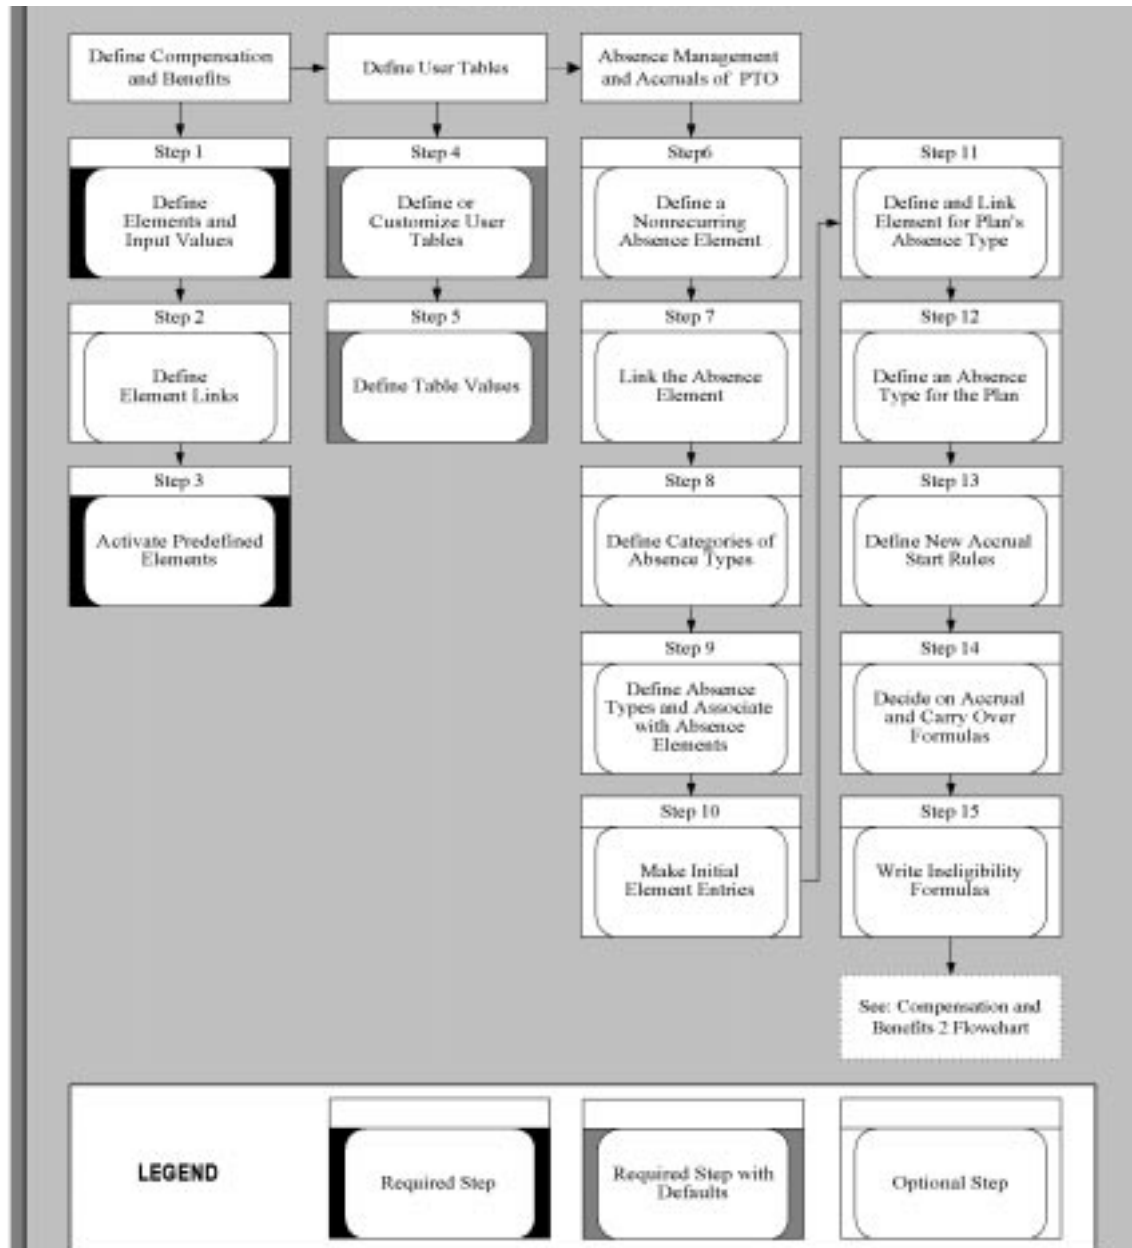 Define Compensation
and Benefits
Define User Tables
Absence Management
and Accruals of PTO
Step 1
Define
Elements and
Input Values
Step 2
Define
Element Links
Step 3
Activate Predefined
Elements
Step 4
Define or
Customize User
Tables
Step 5
Define Table Values
Step6
Define a
Nonrecurring
Absence Element
Step 7
Link the Absence
Element
Step 8
Define Categories of
Absence Types
Step 9
Define Absence
Types and Associate
with Absence
Elements
Step 10
Make Initial
Element Entries
Step 11
Define and Link
Element for Plan's
Absence Type
Step 12
Define an Absence
Type for the Plan
Step 13
Define New Accrual
Start Rules
Step 14
Decide on Accrual
and Carry Over
Formulas
Step 15
Write Ineligibility
Formulas
See: Compensation and
Benefits 2 Flowchart
LEGEND
Required Step
Required Step with
Defaults
Optional Step